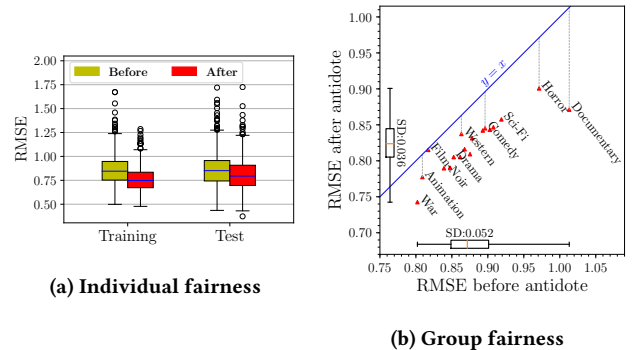 2.00
1.75
1.50
1.25
1.00
0.75
0.50
RMSE
Before
After
Training
Test
(a) Individual fairness
1.00
0.95
0.90
0.85
0.80
0.75
0.70
RMSE after antidote
y = x
Horror
Documentary
Sci-Fi
Comedy
Western
Drama
Film-Noir
Animation
War
SD:0.036
SD:0.052
0.75
0.80
0.85
0.90
0.95
1.00
1.05
RMSE before antidote
(b) Group fairness